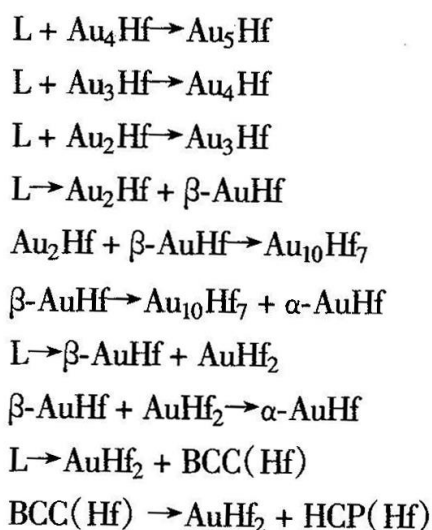 L + Au₄Hf→Au₅Hf
L + Au₃Hf→Au₄Hf
L + Au₂Hf→Au₃Hf
L→Au₂Hf + β-AuHf
Au₂Hf + β-AuHf→Au₁₀Hf₇
β-AuHf→Au₁₀Hf₇ + α-AuHf
L→β-AuHf + AuHf₂
β-AuHf + AuHf₂→α-AuHf
L→AuHf₂ + BCC(Hf)
BCC(Hf) →AuHf₂ + HCP(Hf)